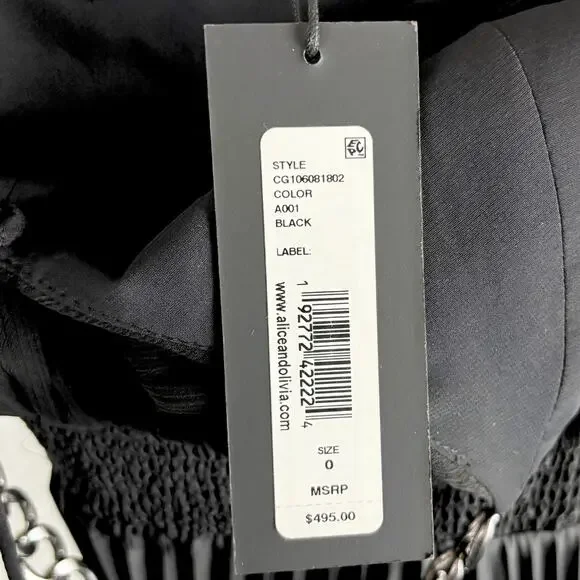 STYLE
CG106081802
COLOR
A001
BLACK
LABEL:
www.aliceandolivia.com
1 92772 42222 4
SIZE
0
MSRP
$495.00